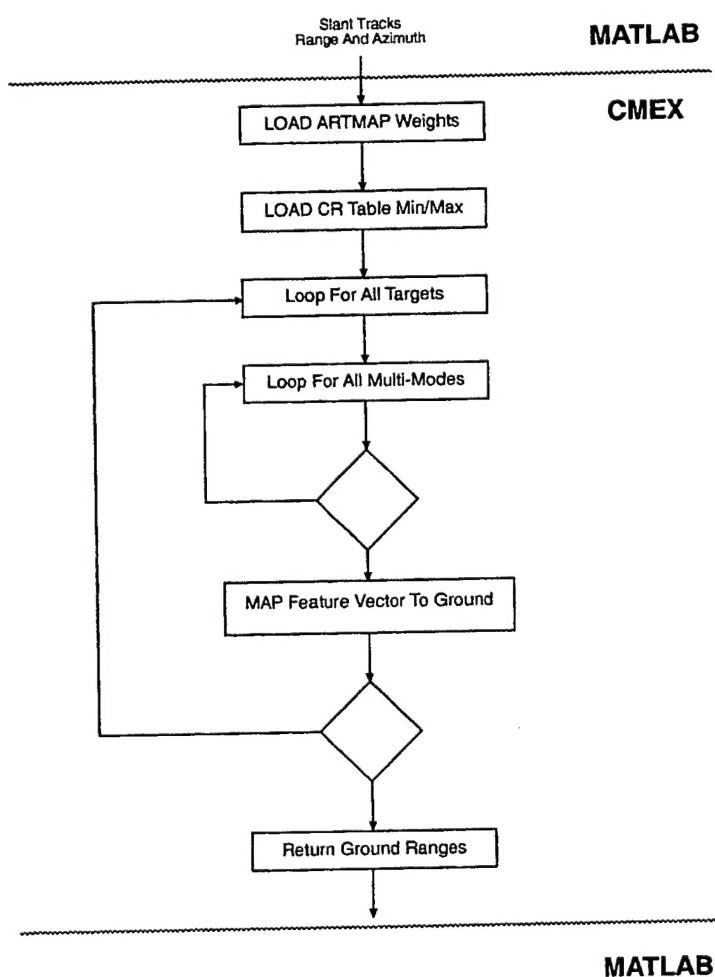 Slant Tracks
Range And Azimuth
MATLAB
CMEX
LOAD ARTMAP Weights
LOAD CR Table Min/Max
Loop For All Targets
Loop For All Multi-Modes
MAP Feature Vector To Ground
Return Ground Ranges
MATLAB